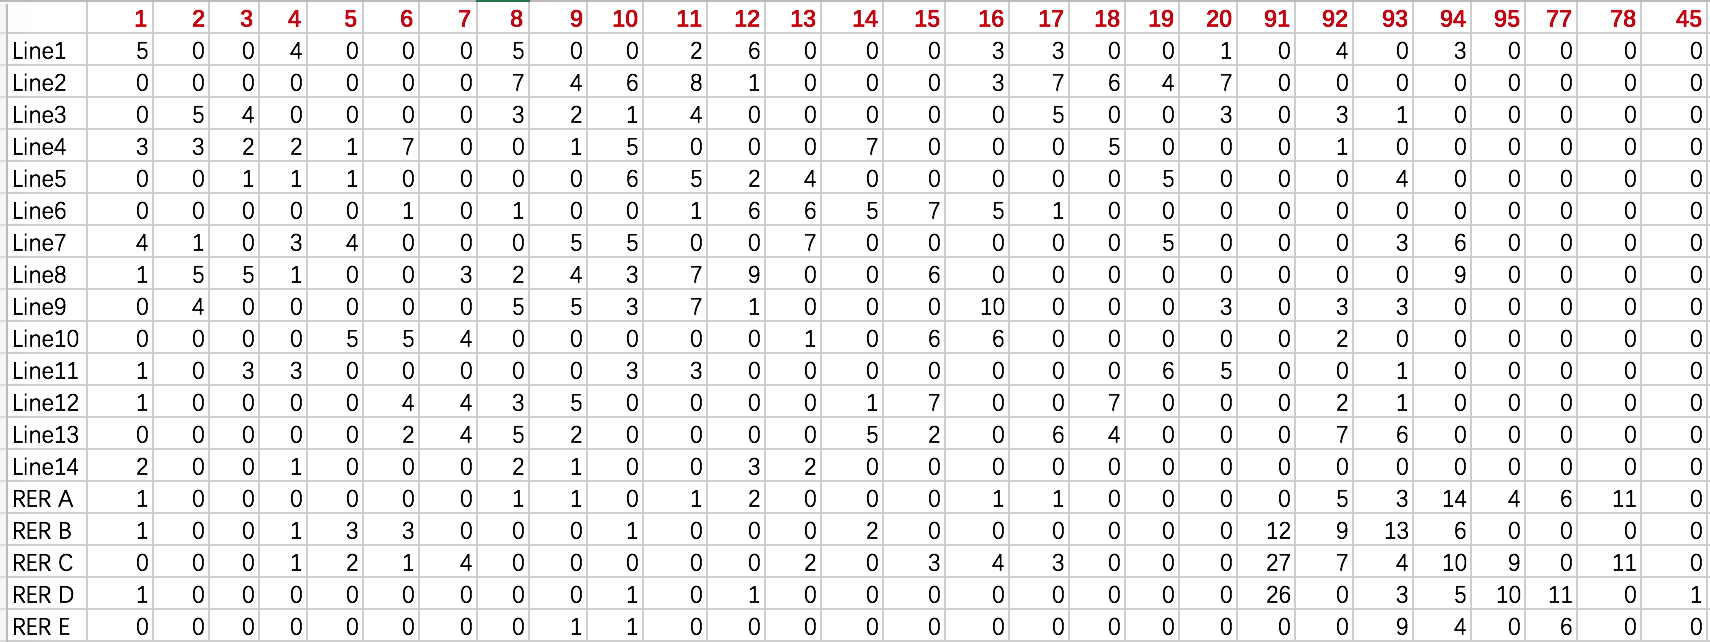 1 2 3 4 5 6 7 8 9 10 11 12 13 14 15 16 17 18 19 20 91 92 93 94 95 77 78 45
Line1 5 0 0 4 0 0 0 5 0 0 2 6 0 0 0 3 3 0 0 1 0 4 0 3 0 0 0 0
Line2 0 0 0 0 0 0 0 7 4 6 8 1 0 0 0 3 7 6 4 7 0 0 0 0 0 0 0 0
Line3 0 5 4 0 0 0 0 3 2 1 4 0 0 0 0 0 5 0 0 3 0 3 1 0 0 0 0 0
Line4 3 3 2 2 1 7 0 0 1 5 0 0 0 7 0 0 0 5 0 0 0 1 0 0 0 0 0 0
Line5 0 0 1 1 1 0 0 0 0 6 5 2 4 0 0 0 0 0 5 0 0 0 4 0 0 0 0 0
Line6 0 0 0 0 0 1 0 1 0 0 1 6 6 5 7 5 1 0 0 0 0 0 0 0 0 0 0 0
Line7 4 1 0 3 4 0 0 0 5 5 0 0 7 0 0 0 0 0 5 0 0 0 3 6 0 0 0 0
Line8 1 5 5 1 0 0 3 2 4 3 7 9 0 0 6 0 0 0 0 0 0 0 0 9 0 0 0 0
Line9 0 4 0 0 0 0 0 5 5 3 7 1 0 0 0 10 0 0 0 3 0 3 3 0 0 0 0 0
Line10 0 0 0 0 5 5 4 0 0 0 0 0 1 0 6 6 0 0 0 0 0 2 0 0 0 0 0 0
Line11 1 0 3 3 0 0 0 0 0 3 3 0 0 0 0 0 0 0 6 5 0 0 1 0 0 0 0 0
Line12 1 0 0 0 0 4 4 3 5 0 0 0 0 1 7 0 0 7 0 0 0 2 1 0 0 0 0 0
Line13 0 0 0 0 0 2 4 5 2 0 0 0 0 5 2 0 6 4 0 0 0 7 6 0 0 0 0 0
Line14 2 0 0 1 0 0 0 2 1 0 0 3 2 0 0 0 0 0 0 0 0 0 0 0 0 0 0 0
RER A 1 0 0 0 0 0 0 1 1 0 1 2 0 0 0 1 1 0 0 0 0 5 3 14 4 6 11 0
RER B 1 0 0 1 3 3 0 0 0 1 0 0 0 2 0 0 0 0 0 0 12 9 13 6 0 0 0 0
RER C 0 0 0 1 2 1 4 0 0 0 0 0 2 0 3 4 3 0 0 0 27 7 4 10 9 0 11 0
RER D 1 0 0 0 0 0 0 0 0 1 0 1 0 0 0 0 0 0 0 0 26 0 3 5 10 11 0 1
RER E 0 0 0 0 0 0 0 0 1 1 0 0 0 0 0 0 0 0 0 0 0 0 9 4 0 6 0 0